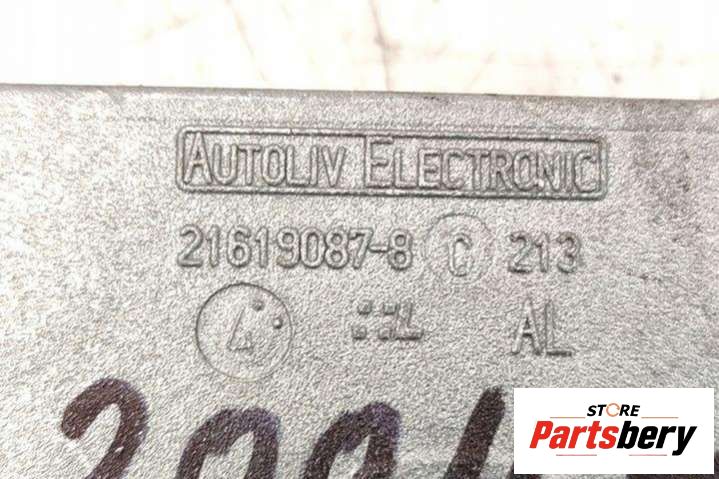 AUTOLIV ELECTRONIC
21619087-8 C 213
AL
STORE
Partsbery